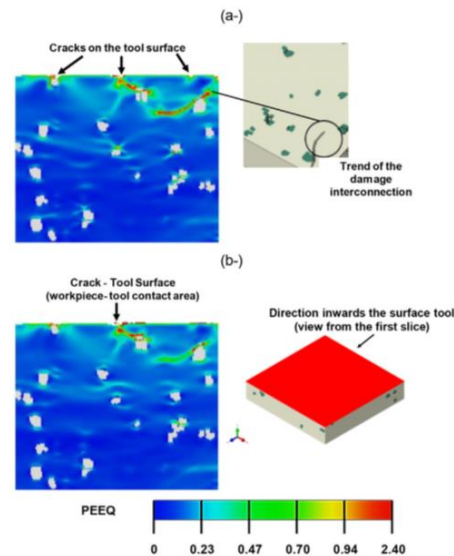 (a-)
Cracks on the tool surface
Trend of the
damage
interconnection
(b-)
Crack - Tool Surface
(workpiece- tool contact area)
Direction inwards the surface tool
(view from the first slice)
PEEQ
0 0.23 0.47 0.70 0.94 2.40